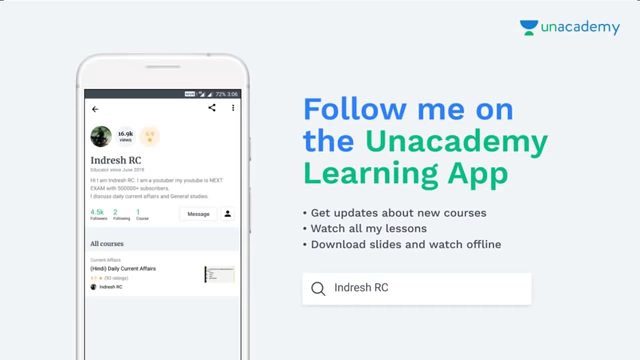 unacademy
72% 3:06
16.9k
views
Indresh RC
Educator since June 2018
Hi I am Indresh RC, I am a youtuber my youtube is NEXT
EXAM with 500000+ subscribers,
I discuss daily current affairs and General studies
4.5k 2 1
Followers Following Course
Message
All courses
Current Affairs
(Hindi) Daily Current Affairs
Indresh RC
Follow me on
the Unacademy
Learning App
• Get updates about new courses
• Watch all my lessons
• Download slides and watch offline
Indresh RC